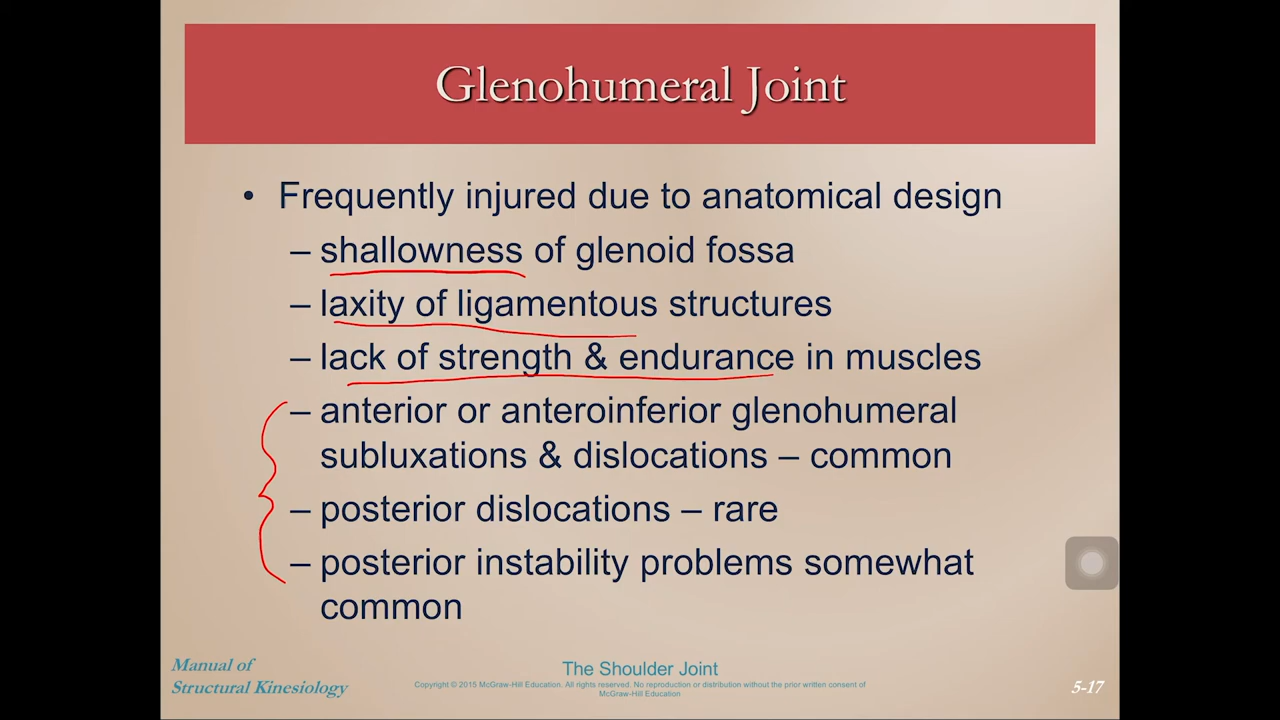 Glenohumeral Joint
• Frequently injured due to anatomical design
– shallowness of glenoid fossa
– laxity of ligamentous structures
– lack of strength & endurance in muscles
– anterior or anteroinferior glenohumeral
subluxations & dislocations – common
– posterior dislocations – rare
– posterior instability problems somewhat
common
Manual of
Structural Kinesiology
The Shoulder Joint
Copyright © 2015 McGraw-Hill Education. All rights reserved. No reproduction or distribution without the prior written consent of
McGraw-Hill Education
5-17